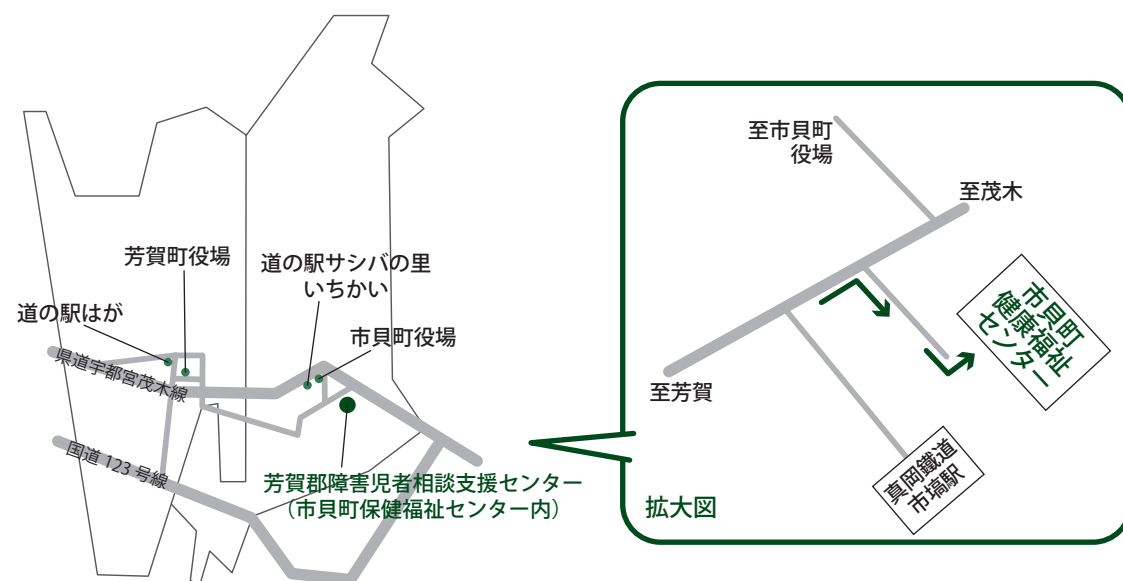 芳賀町役場
道の駅はが
道の駅サシバの里
いちかい
市貝町役場
県道宇都宮茂木線
国道 123 号線
芳賀郡障害児者相談支援センター
（市貝町保健福祉センター内）
至市貝町
役場
至茂木
至芳賀
市貝町
健康福祉
センター
真岡鐵道
市塙駅
拡大図